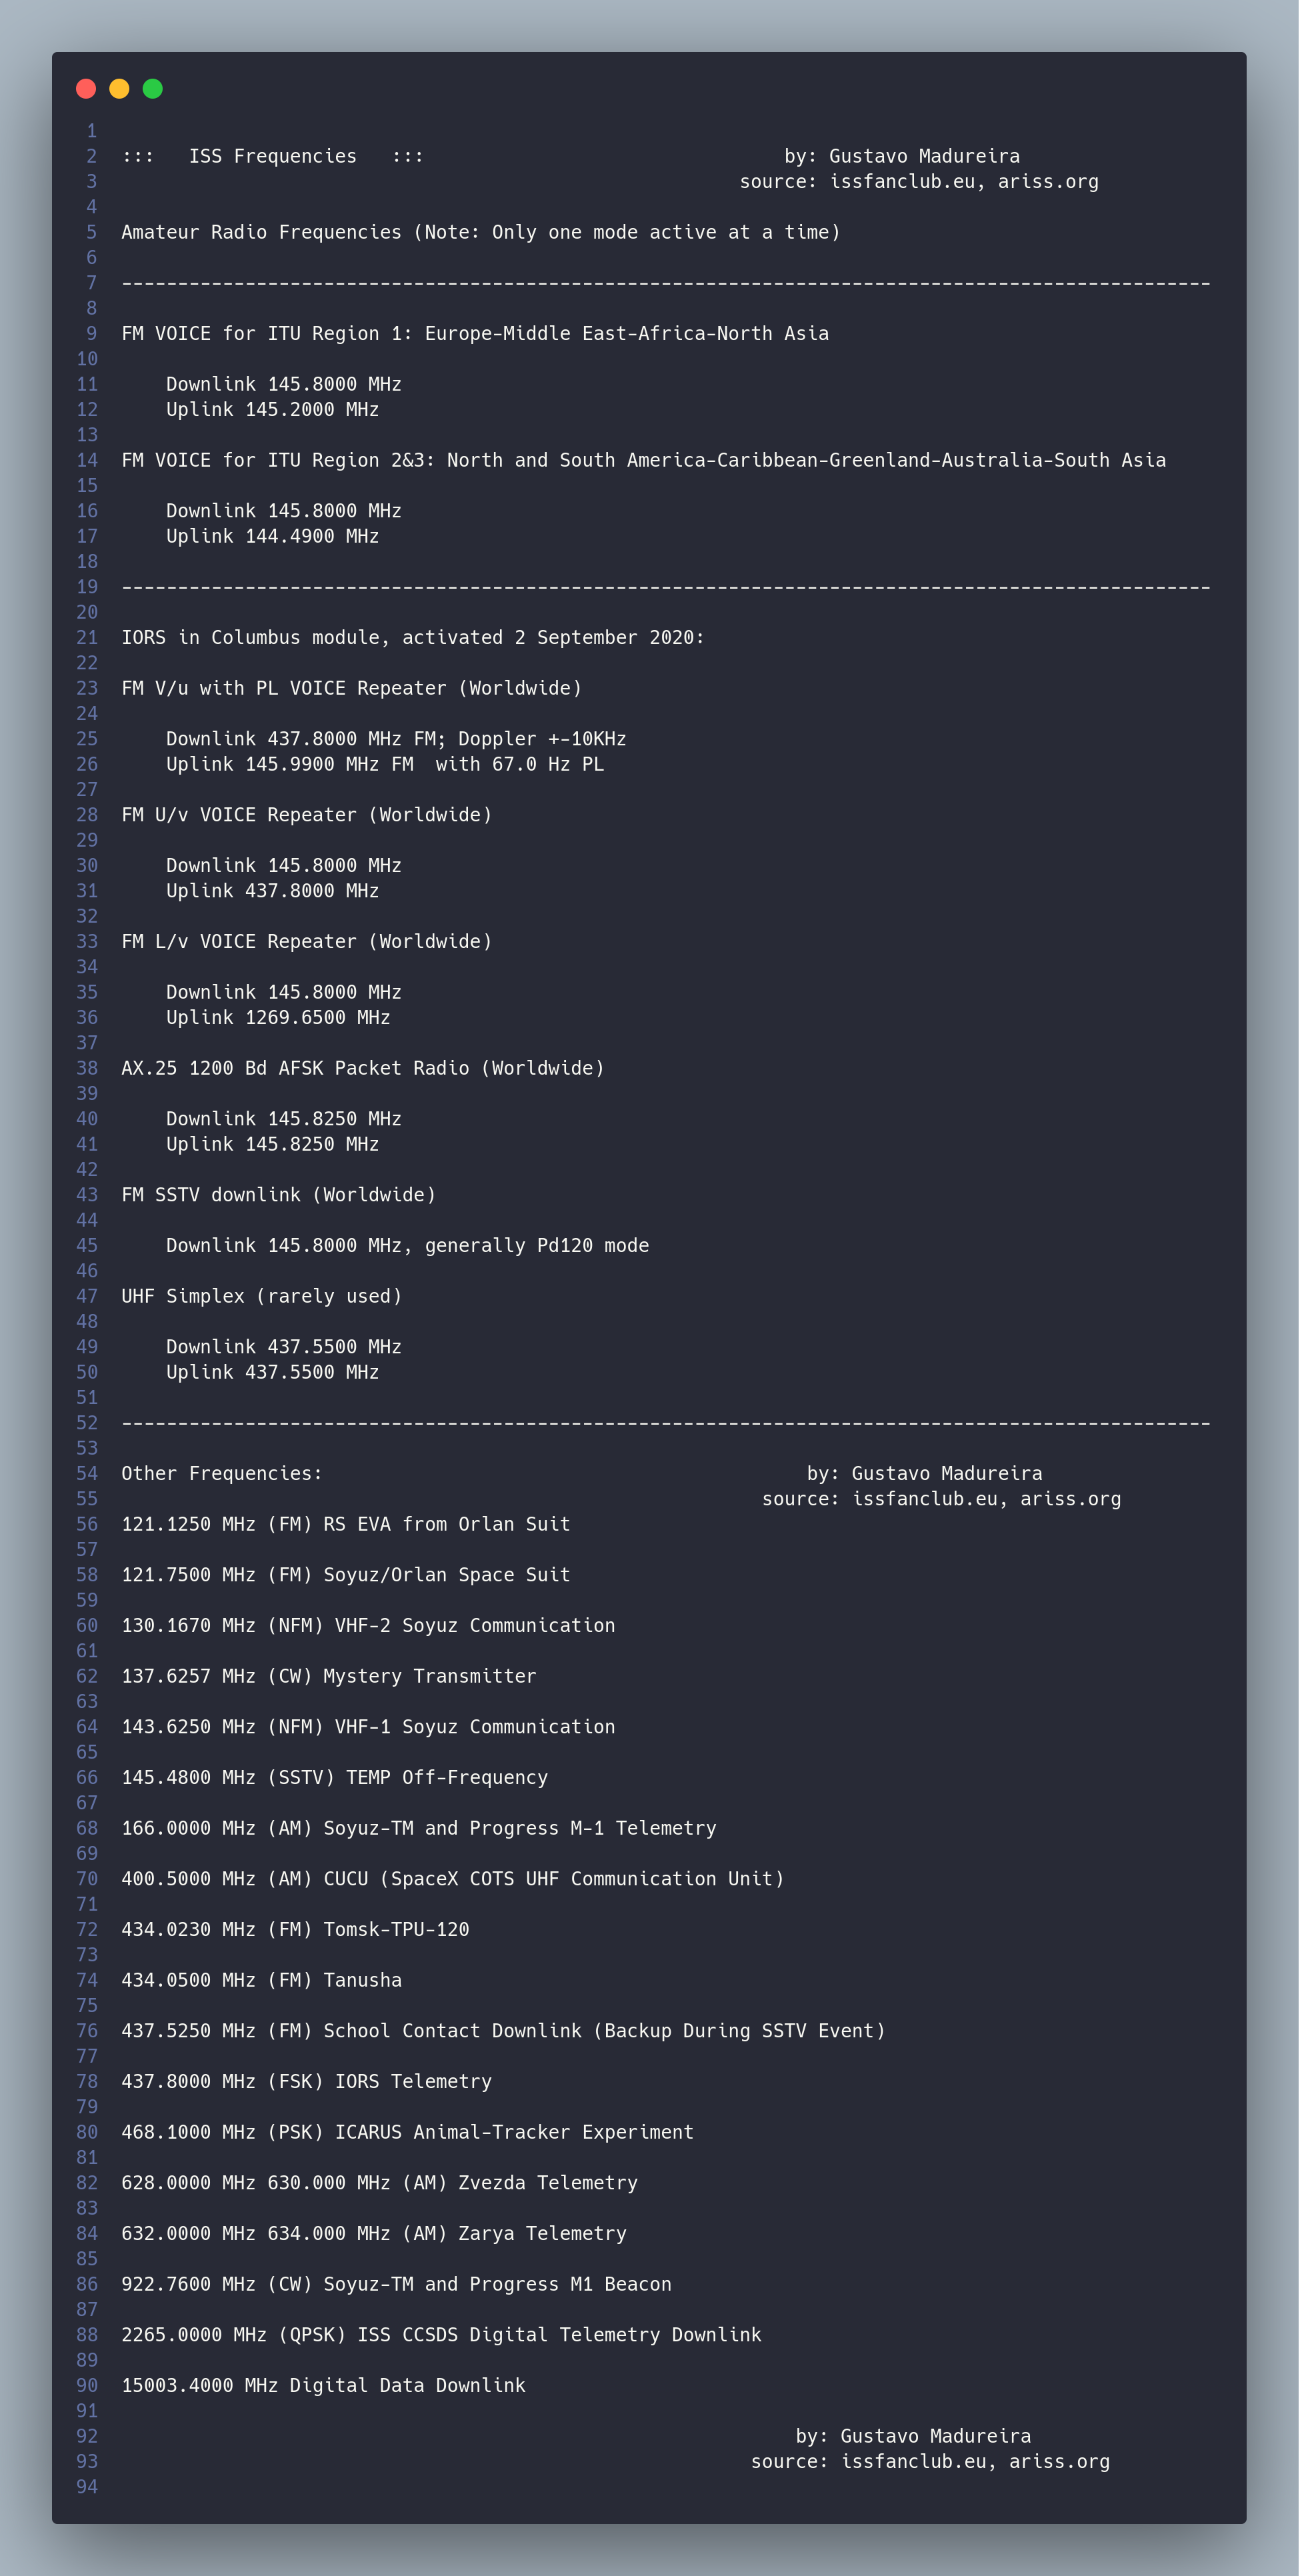 1
2 ::: ISS Frequencies ::: by: Gustavo Madureira
3 source: issfanclub.eu, ariss.org
4
5 Amateur Radio Frequencies (Note: Only one mode active at a time)
6
7 -------------------------------------------------------------------------------------------------
8
9 FM VOICE for ITU Region 1: Europe-Middle East-Africa-North Asia
10
11 Downlink 145.8000 MHz
12 Uplink 145.2000 MHz
13
14 FM VOICE for ITU Region 2&3: North and South America-Caribbean-Greenland-Australia-South Asia
15
16 Downlink 145.8000 MHz
17 Uplink 144.4900 MHz
18
19 -------------------------------------------------------------------------------------------------
20
21 IORS in Columbus module, activated 2 September 2020:
22
23 FM V/u with PL VOICE Repeater (Worldwide)
24
25 Downlink 437.8000 MHz FM; Doppler +-10KHz
26 Uplink 145.9900 MHz FM  with 67.0 Hz PL
27
28 FM U/v VOICE Repeater (Worldwide)
29
30 Downlink 145.8000 MHz
31 Uplink 437.8000 MHz
32
33 FM L/v VOICE Repeater (Worldwide)
34
35 Downlink 145.8000 MHz
36 Uplink 1269.6500 MHz
37
38 AX.25 1200 Bd AFSK Packet Radio (Worldwide)
39
40 Downlink 145.8250 MHz
41 Uplink 145.8250 MHz
42
43 FM SSTV downlink (Worldwide)
44
45 Downlink 145.8000 MHz, generally Pd120 mode
46
47 UHF Simplex (rarely used)
48
49 Downlink 437.5500 MHz
50 Uplink 437.5500 MHz
51
52 -------------------------------------------------------------------------------------------------
53
54 Other Frequencies: by: Gustavo Madureira
55 source: issfanclub.eu, ariss.org
56 121.1250 MHz (FM) RS EVA from Orlan Suit
57
58 121.7500 MHz (FM) Soyuz/Orlan Space Suit
59
60 130.1670 MHz (NFM) VHF-2 Soyuz Communication
61
62 137.6257 MHz (CW) Mystery Transmitter
63
64 143.6250 MHz (NFM) VHF-1 Soyuz Communication
65
66 145.4800 MHz (SSTV) TEMP Off-Frequency
67
68 166.0000 MHz (AM) Soyuz-TM and Progress M-1 Telemetry
69
70 400.5000 MHz (AM) CUCU (SpaceX COTS UHF Communication Unit)
71
72 434.0230 MHz (FM) Tomsk-TPU-120
73
74 434.0500 MHz (FM) Tanusha
75
76 437.5250 MHz (FM) School Contact Downlink (Backup During SSTV Event)
77
78 437.8000 MHz (FSK) IORS Telemetry
79
80 468.1000 MHz (PSK) ICARUS Animal-Tracker Experiment
81
82 628.0000 MHz 630.000 MHz (AM) Zvezda Telemetry
83
84 632.0000 MHz 634.000 MHz (AM) Zarya Telemetry
85
86 922.7600 MHz (CW) Soyuz-TM and Progress M1 Beacon
87
88 2265.0000 MHz (QPSK) ISS CCSDS Digital Telemetry Downlink
89
90 15003.4000 MHz Digital Data Downlink
91
92 by: Gustavo Madureira
93 source: issfanclub.eu, ariss.org
94